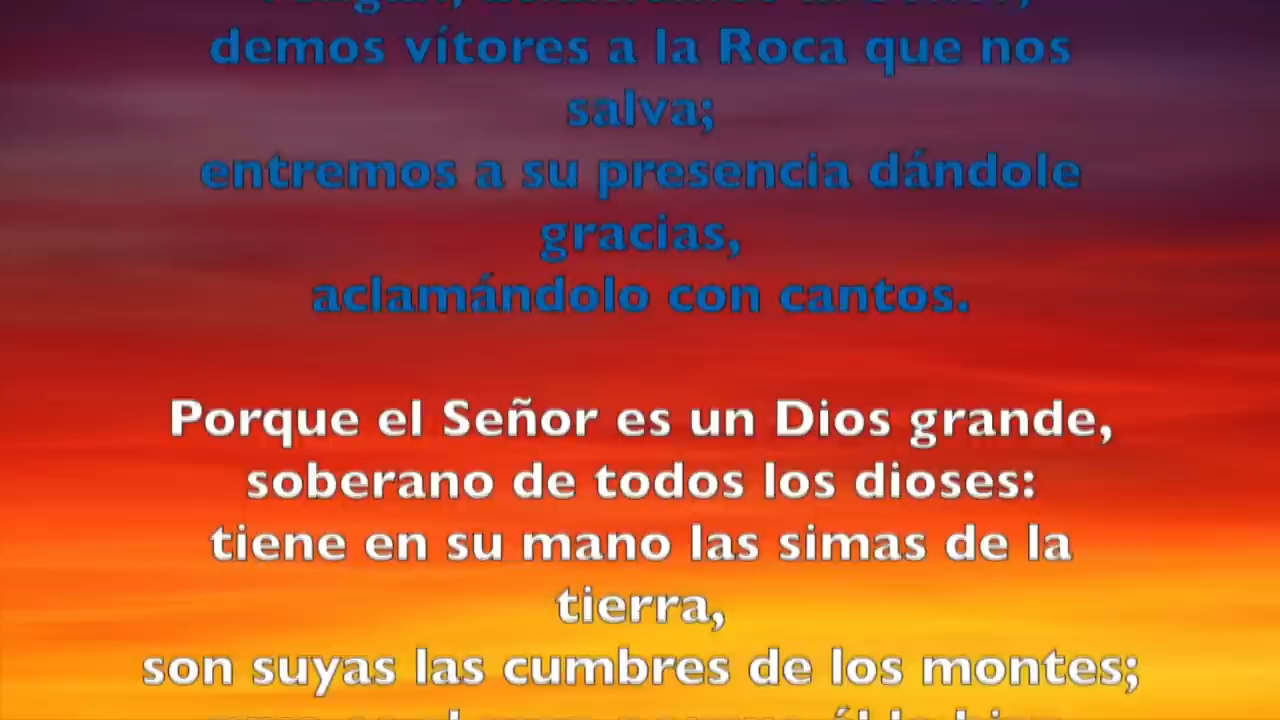 demos vítores a la Roca que nos
salva;
entremos a su presencia dándole
gracias,
aclamándolo con cantos.
Porque el Señor es un Dios grande,
soberano de todos los dioses:
tiene en su mano las simas de la
tierra,
son suyas las cumbres de los montes;